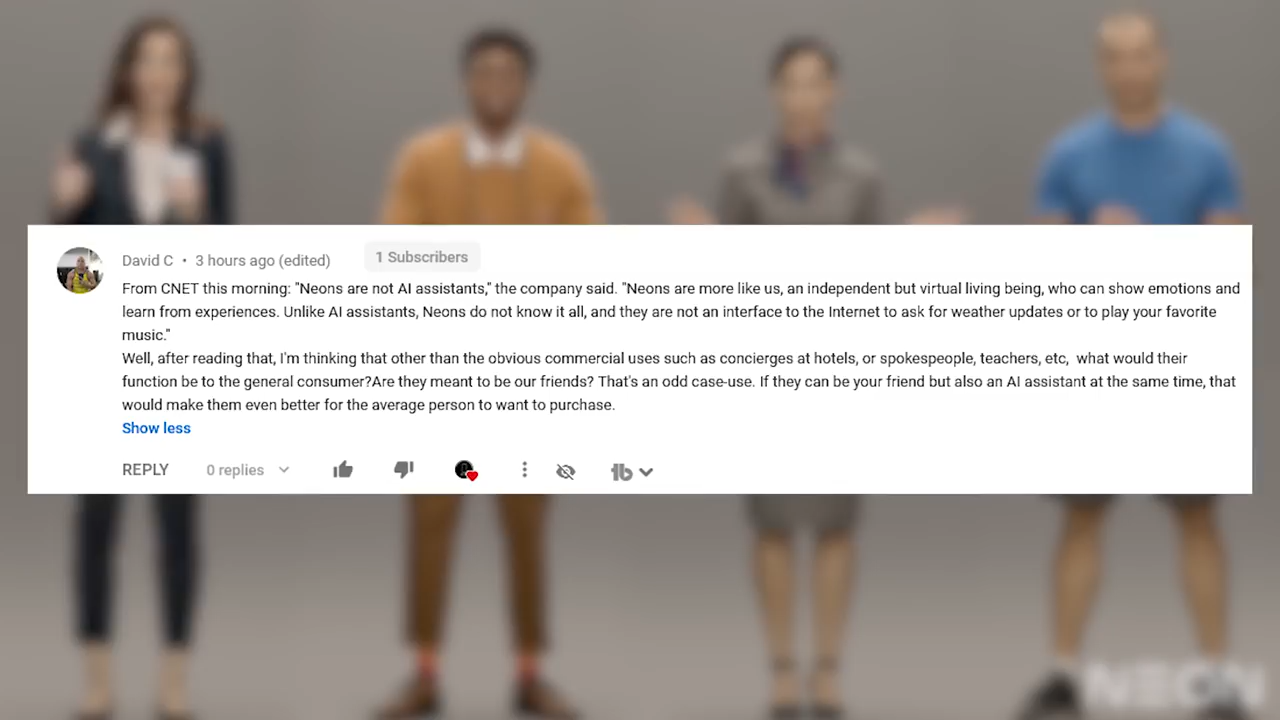 David C • 3 hours ago (edited) 1 Subscribers
From CNET this morning: "Neons are not AI assistants," the company said. "Neons are more like us, an independent but virtual living being, who can show emotions and
learn from experiences. Unlike AI assistants, Neons do not know it all, and they are not an interface to the Internet to ask for weather updates or to play your favorite
music."
Well, after reading that, I'm thinking that other than the obvious commercial uses such as concierges at hotels, or spokespeople, teachers, etc,  what would their
function be to the general consumer?Are they meant to be our friends? That's an odd case-use. If they can be your friend but also an AI assistant at the same time, that
would make them even better for the average person to want to purchase.
Show less
REPLY 0 replies
NEON